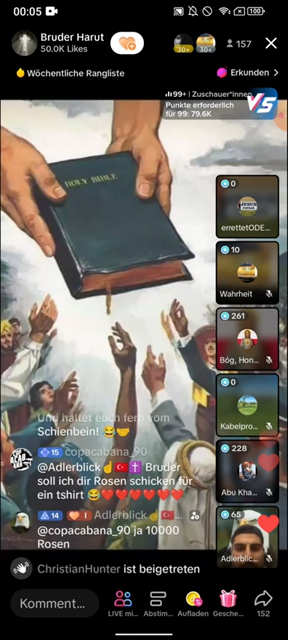 00:05
100
Bruder Harut
50.0K Likes
30+
30+
157
Wöchentliche Rangliste
Erkunden
99+ | Zuschauer*innen
Punkte erforderlich
für 99: 79.6K
VS
HOLY BIBLE
0
errettetODE...
10
Wahrheit
261
Bóg, Hon...
0
Kabelpro...
228
Abu Kha...
65
Adlerblic...
Und haltet euch fern vom
Schienbein! 😂🤝
15 copacabana_90
@Adlerblick☝🇹🇷✝ Bruder
soll ich dir Rosen schicken für
ein tshirt 😂❤❤❤❤❤❤
14 I Adlerblick☝🇹🇷...
@copacabana_90 ja 10000
Rosen
ChristianHunter ist beigetreten
Komment...
LIVE mi...
Abstim...
Aufladen
Gesche...
152